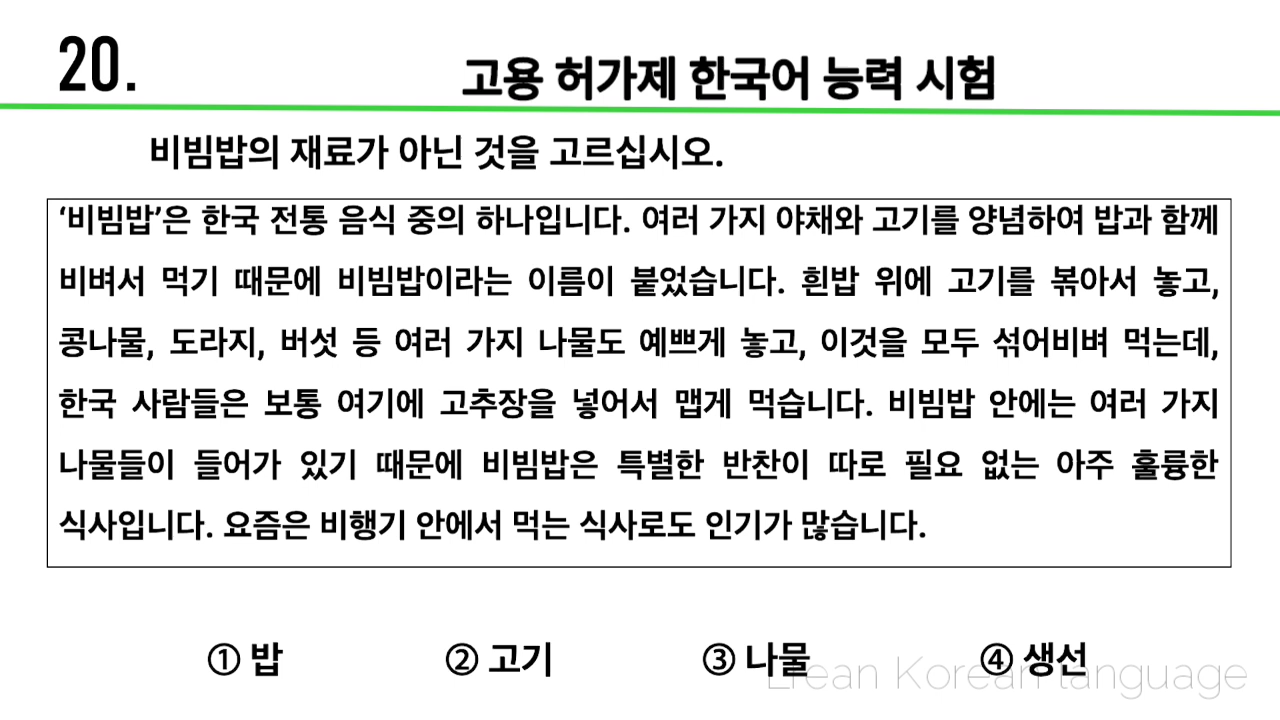 20.
고용 허가제 한국어 능력 시험
비빔밥의 재료가 아닌 것을 고르십시오.
‘비빔밥’은 한국 전통 음식 중의 하나입니다. 여러 가지 야채와 고기를 양념하여 밥과 함께
비벼서 먹기 때문에 비빔밥이라는 이름이 붙었습니다. 흰밥 위에 고기를 볶아서 놓고,
콩나물, 도라지, 버섯 등 여러 가지 나물도 예쁘게 놓고, 이것을 모두 섞어비벼 먹는데,
한국 사람들은 보통 여기에 고추장을 넣어서 맵게 먹습니다. 비빔밥 안에는 여러 가지
나물들이 들어가 있기 때문에 비빔밥은 특별한 반찬이 따로 필요 없는 아주 훌륭한
식사입니다. 요즘은 비행기 안에서 먹는 식사로도 인기가 많습니다.
① 밥 ② 고기 ③ 나물 ④ 생선
Korean language